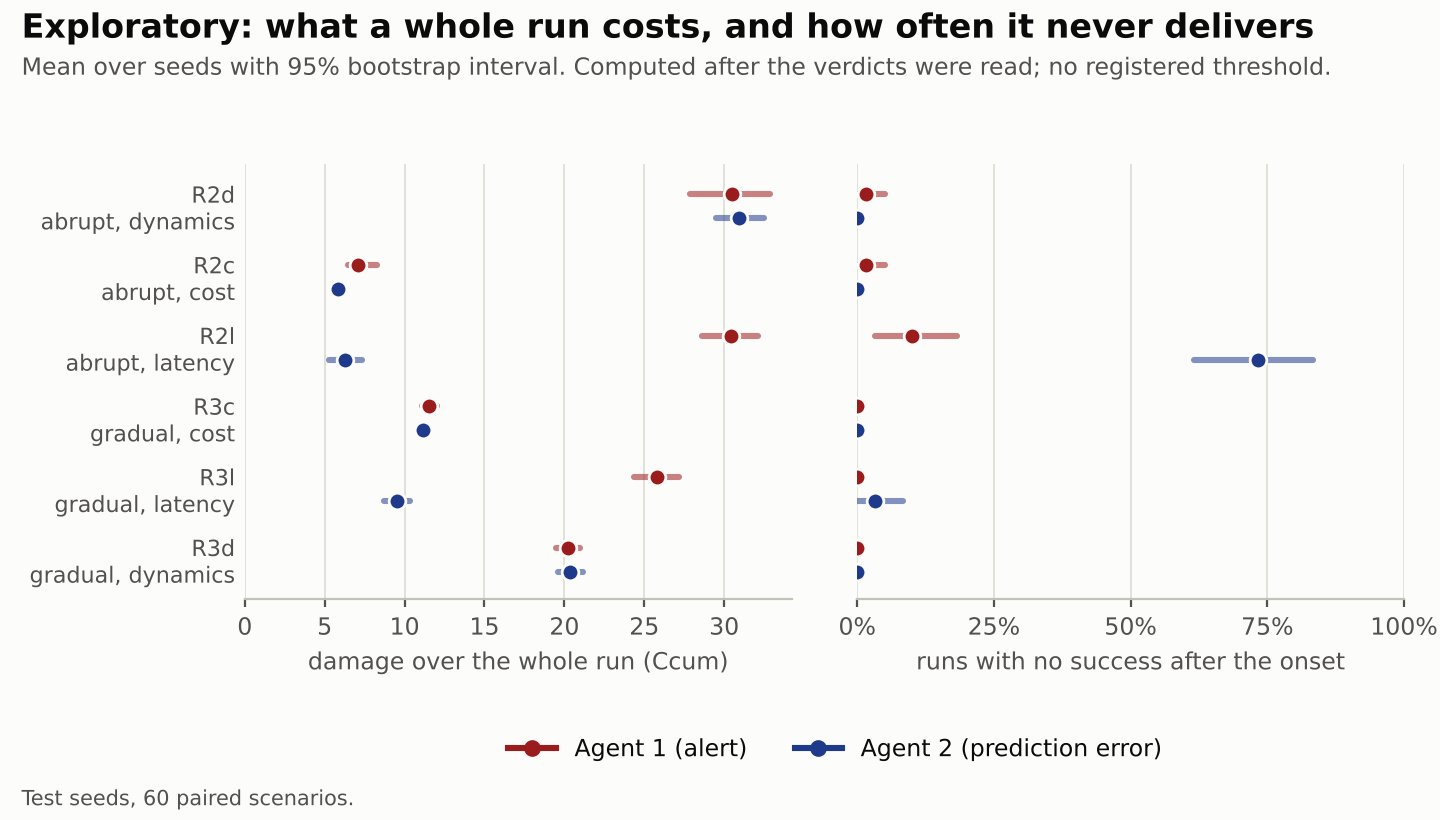 Exploratory: what a whole run costs, and how often it never delivers
Mean over seeds with 95% bootstrap interval. Computed after the verdicts were read; no registered threshold.
R2d
abrupt, dynamics
R2c
abrupt, cost
R2l
abrupt, latency
R3c
gradual, cost
R3l
gradual, latency
R3d
gradual, dynamics
0 5 10 15 20 25 30
damage over the whole run (Ccum)
0% 25% 50% 75% 100%
runs with no success after the onset
Agent 1 (alert) Agent 2 (prediction error)
Test seeds, 60 paired scenarios.